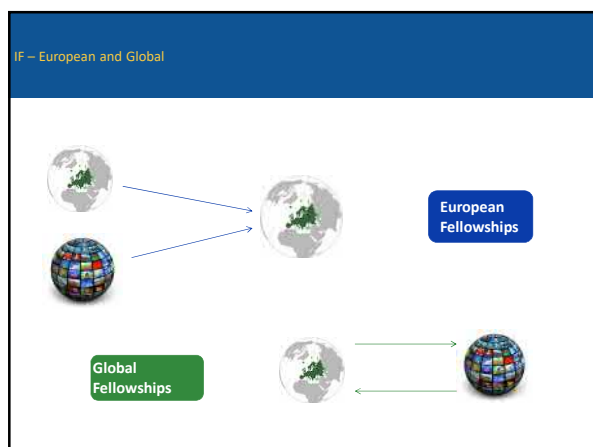 IF – European and Global
European
Fellowships
Global
Fellowships